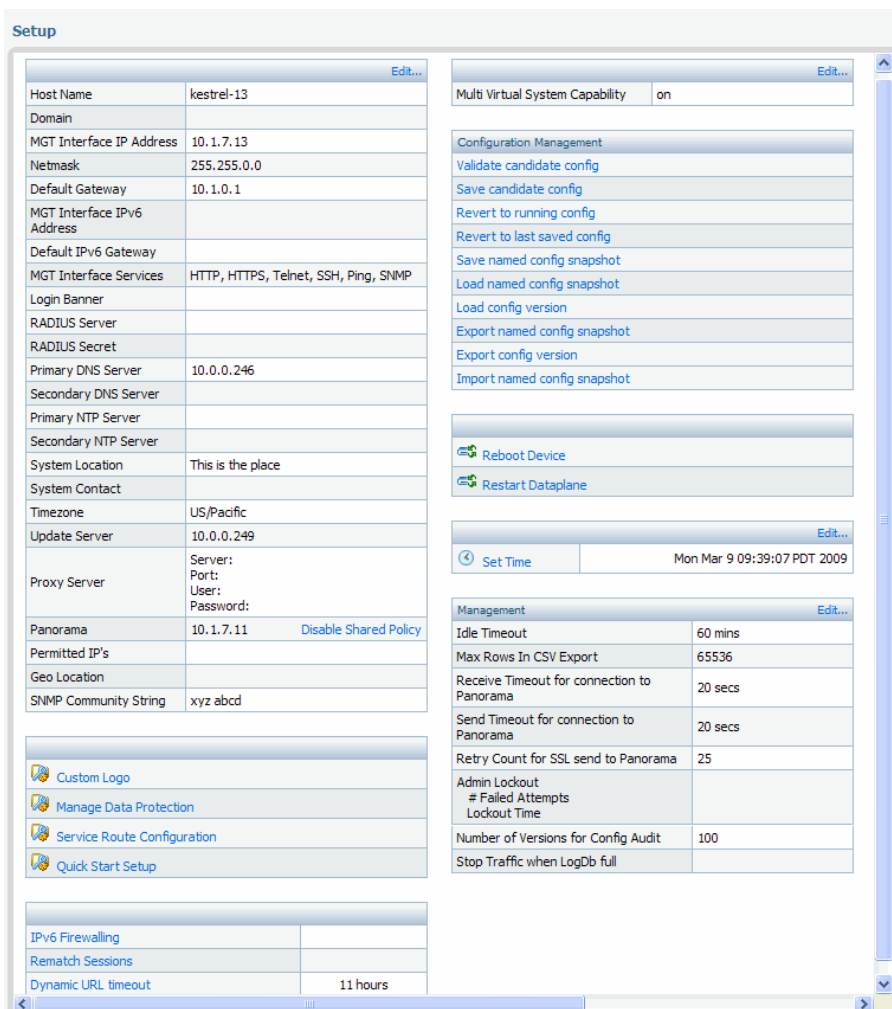 Setup
Edit...
Host Name kestrel-13
Domain
MGT Interface IP Address 10.1.7.13
Netmask 255.255.0.0
Default Gateway 10.1.0.1
MGT Interface IPv6
Address
Default IPv6 Gateway
MGT Interface Services HTTP, HTTPS, Telnet, SSH, Ping, SNMP
Login Banner
RADIUS Server
RADIUS Secret
Primary DNS Server 10.0.0.246
Secondary DNS Server
Primary NTP Server
Secondary NTP Server
System Location This is the place
System Contact
Timezone US/Pacific
Update Server 10.0.0.249
Proxy Server
Server:
Port:
User:
Password:
Panorama 10.1.7.11 Disable Shared Policy
Permitted IP's
Geo Location
SNMP Community String xyz abcd
Custom Logo
Manage Data Protection
Service Route Configuration
Quick Start Setup
IPv6 Firewalling
Rematch Sessions
Dynamic URL timeout 11 hours
Edit...
Multi Virtual System Capability on
Configuration Management
Validate candidate config
Save candidate config
Revert to running config
Revert to last saved config
Save named config snapshot
Load named config snapshot
Load config version
Export named config snapshot
Export config version
Import named config snapshot
Reboot Device
Restart Dataplane
Edit...
Set Time Mon Mar 9 09:39:07 PDT 2009
Management Edit...
Idle Timeout 60 mins
Max Rows In CSV Export 65536
Receive Timeout for connection to
Panorama
20 secs
Send Timeout for connection to
Panorama
20 secs
Retry Count for SSL send to Panorama 25
Admin Lockout
# Failed Attempts
Lockout Time
Number of Versions for Config Audit 100
Stop Traffic when LogDb full